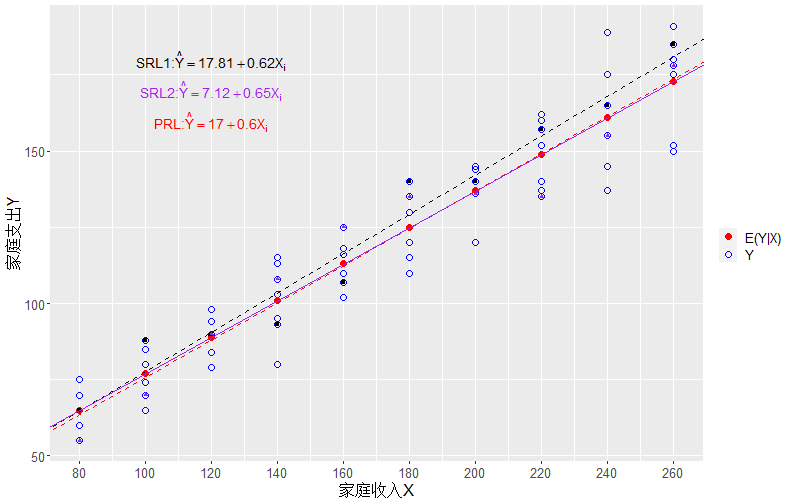 SRL1:Ŷ = 17.81 + 0.62Xᵢ
SRL2:Ŷ = 7.12 + 0.65Xᵢ
PRL:Ŷ = 17 + 0.6Xᵢ
150
100
50
家庭支出Y
80 100 120 140 160 180 200 220 240 260
家庭收入X
E(Y|X)
Y